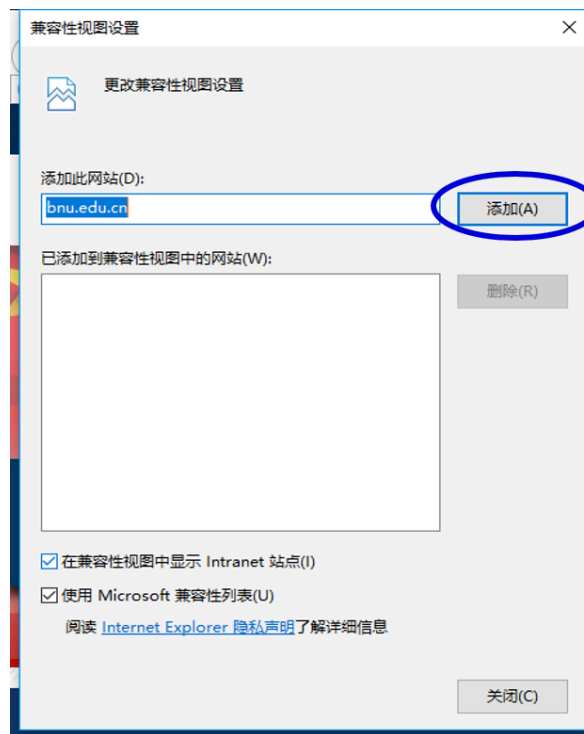 兼容性视图设置
更改兼容性视图设置
添加此网站(D):
bnu.edu.cn
添加(A)
已添加到兼容性视图中的网站(W):
删除(R)
在兼容性视图中显示 Intranet 站点(I)
使用 Microsoft 兼容性列表(U)
阅读 Internet Explorer 隐私声明了解详细信息
关闭(C)